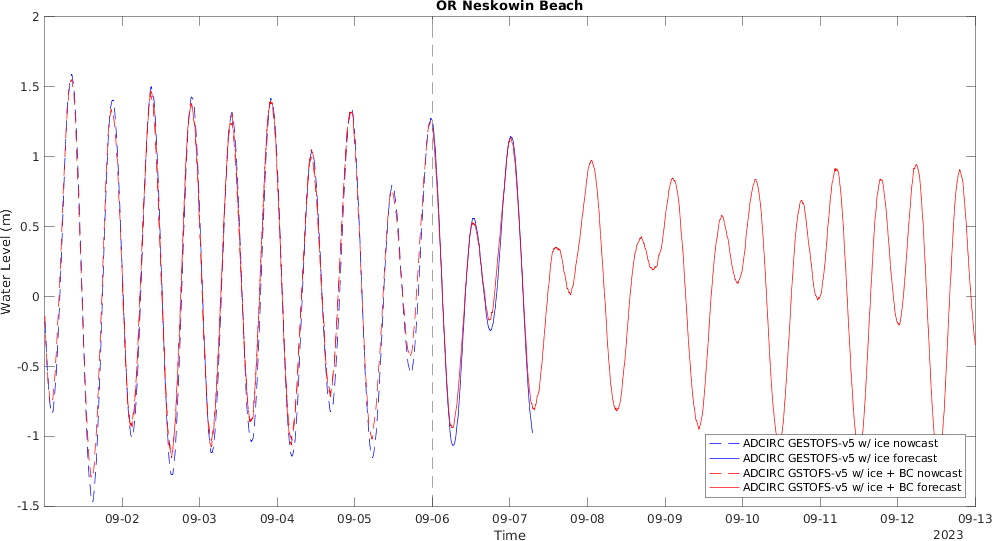 OR Neskowin Beach
2
1.5
1
0.5
0
-0.5
-1
-1.5
Water Level (m)
ADCIRC GESTOFS-v5 w/ ice nowcast
ADCIRC GESTOFS-v5 w/ ice forecast
ADCIRC GSTOFS-v5 w/ ice + BC nowcast
ADCIRC GSTOFS-v5 w/ ice + BC forecast
09-02 09-03 09-04 09-05 09-06 09-07 09-08 09-09 09-10 09-11 09-12 09-13
Time
2023